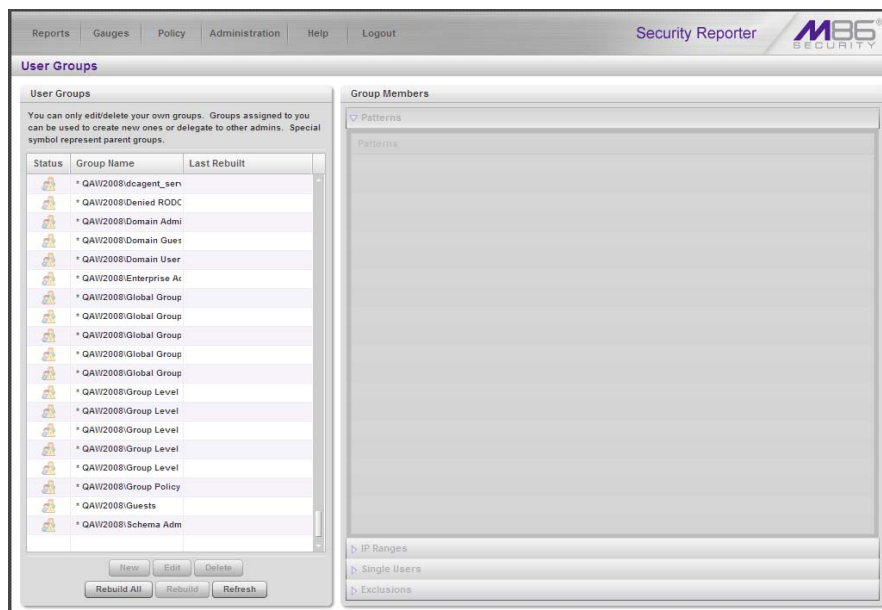 Reports Gauges Policy Administration Help Logout
Security Reporter
M86®
SECURITY
User Groups
User Groups
You can only edit/delete your own groups. Groups assigned to you
can be used to create new ones or delegate to other admins. Special
symbol represent parent groups.
Status Group Name Last Rebuilt
* QAW2008\dcagent_serv
* QAW2008\Denied RODC
* QAW2008\Domain Admi
* QAW2008\Domain Gues
* QAW2008\Domain User
* QAW2008\Enterprise Ad
* QAW2008\Global Group
* QAW2008\Global Group
* QAW2008\Global Group
* QAW2008\Global Group
* QAW2008\Global Group
* QAW2008\Group Level
* QAW2008\Group Level
* QAW2008\Group Level
* QAW2008\Group Level
* QAW2008\Group Level
* QAW2008\Group Policy
* QAW2008\Guests
* QAW2008\Schema Adm
New Edit Delete
Rebuild All Rebuild Refresh
Group Members
Patterns
Patterns
IP Ranges
Single Users
Exclusions